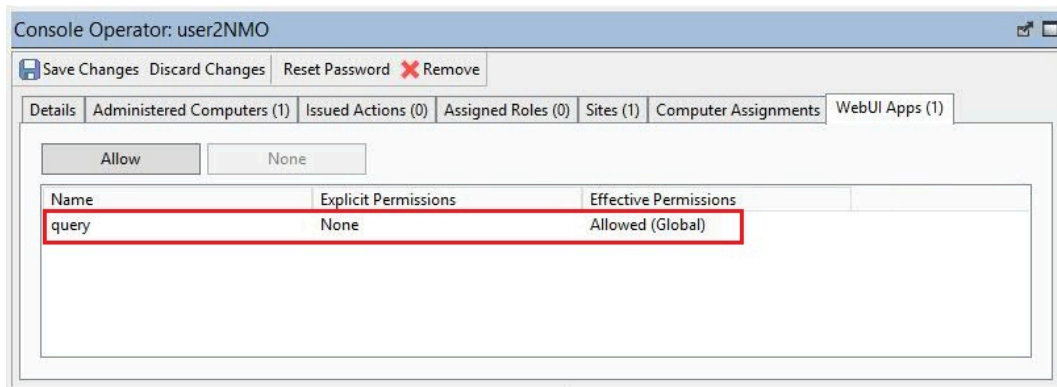 Console Operator: user2NMO
Save Changes Discard Changes Reset Password Remove
Details Administered Computers (1) Issued Actions (0) Assigned Roles (0) Sites (1) Computer Assignments WebUI Apps (1)
Allow None
Name Explicit Permissions Effective Permissions
query None Allowed (Global)